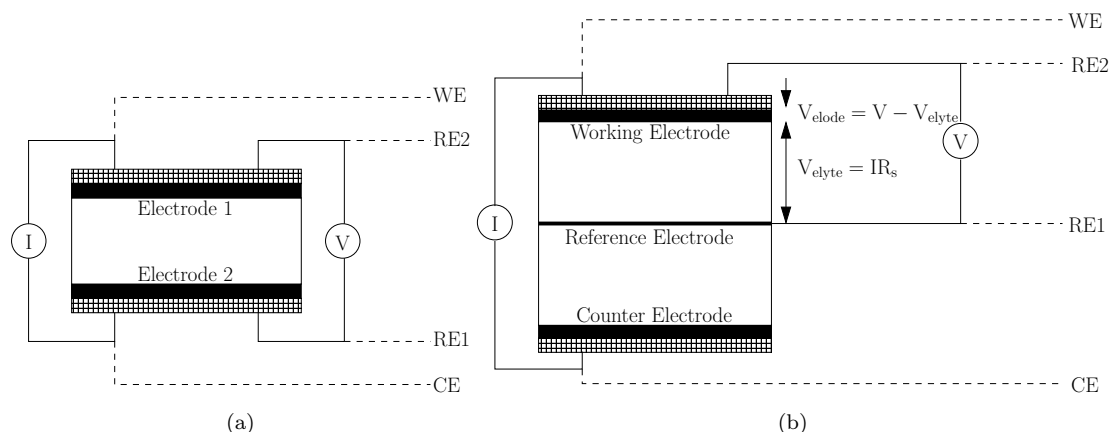 WE
RE2
Electrode 1
I
V
Electrode 2
RE1
CE
(a)
WE
RE2
V_elode = V − V_elyte
Working Electrode
V
V_elyte = IR_s
I
RE1
Reference Electrode
Counter Electrode
CE
(b)